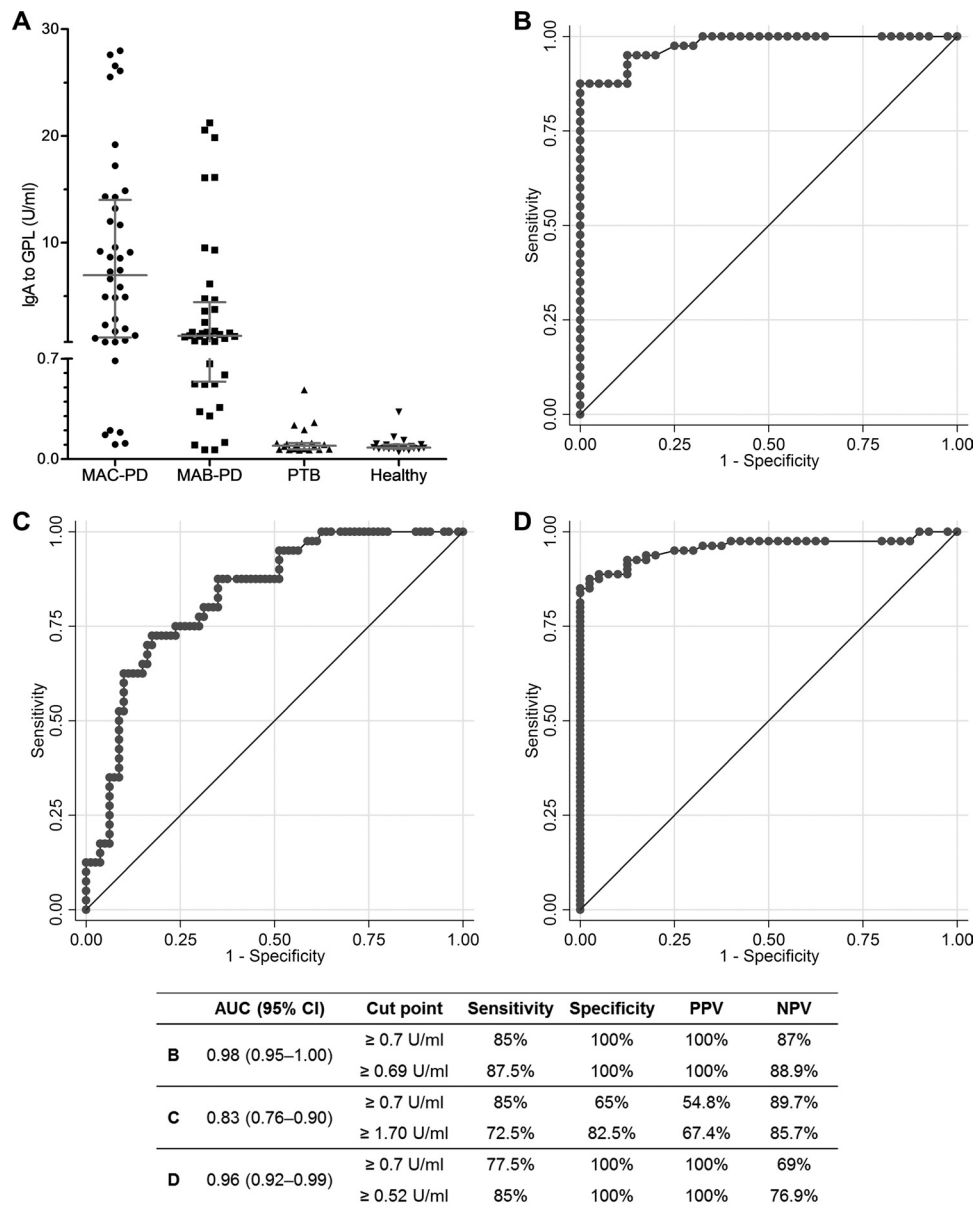 A
30
20
10
0.7
0.0
IgA to GPL (U/ml)
MAC-PD MAB-PD PTB Healthy
B
1.00
0.75
0.50
0.25
0.00
Sensitivity
0.00 0.25 0.50 0.75 1.00
1 - Specificity
C
1.00
0.75
0.50
0.25
0.00
Sensitivity
0.00 0.25 0.50 0.75 1.00
1 - Specificity
D
1.00
0.75
0.50
0.25
0.00
Sensitivity
0.00 0.25 0.50 0.75 1.00
1 - Specificity
AUC (95% CI) Cut point Sensitivity Specificity PPV NPV
B 0.98 (0.95–1.00) ≥ 0.7 U/ml 85% 100% 100% 87%
≥ 0.69 U/ml 87.5% 100% 100% 88.9%
C 0.83 (0.76–0.90) ≥ 0.7 U/ml 85% 65% 54.8% 89.7%
≥ 1.70 U/ml 72.5% 82.5% 67.4% 85.7%
D 0.96 (0.92–0.99) ≥ 0.7 U/ml 77.5% 100% 100% 69%
≥ 0.52 U/ml 85% 100% 100% 76.9%